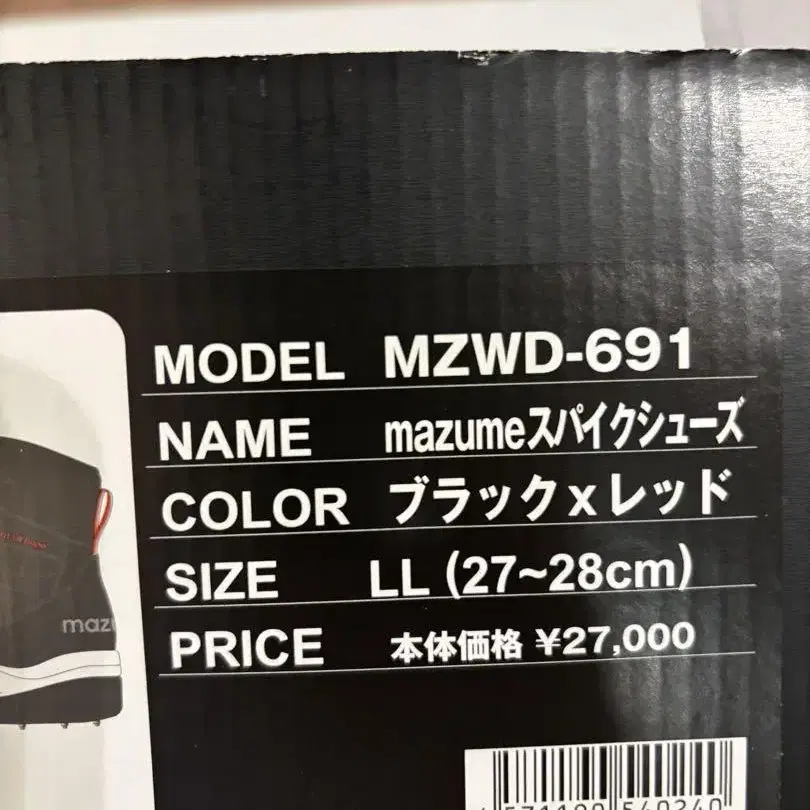 MODEL MZWD-691
NAME mazumeスパイクシューズ
COLOR ブラックxレッド
SIZE LL (27~28cm)
PRICE 本体価格 ¥27,000
maz